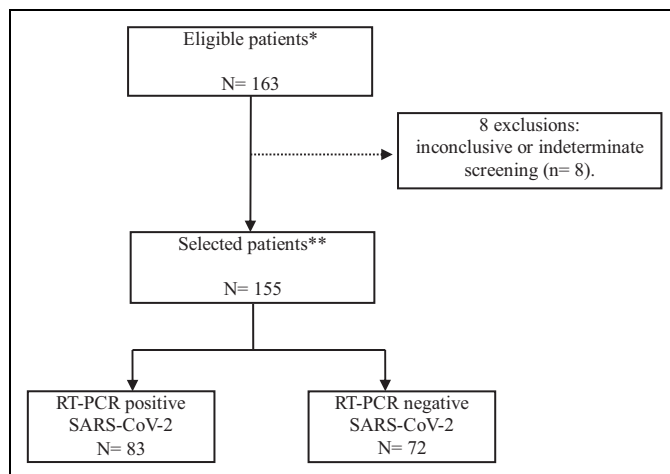 Eligible patients*
N= 163
8 exclusions:
inconclusive or indeterminate
screening (n= 8).
Selected patients**
N= 155
RT-PCR positive
SARS-CoV-2
N= 83
RT-PCR negative
SARS-CoV-2
N= 72